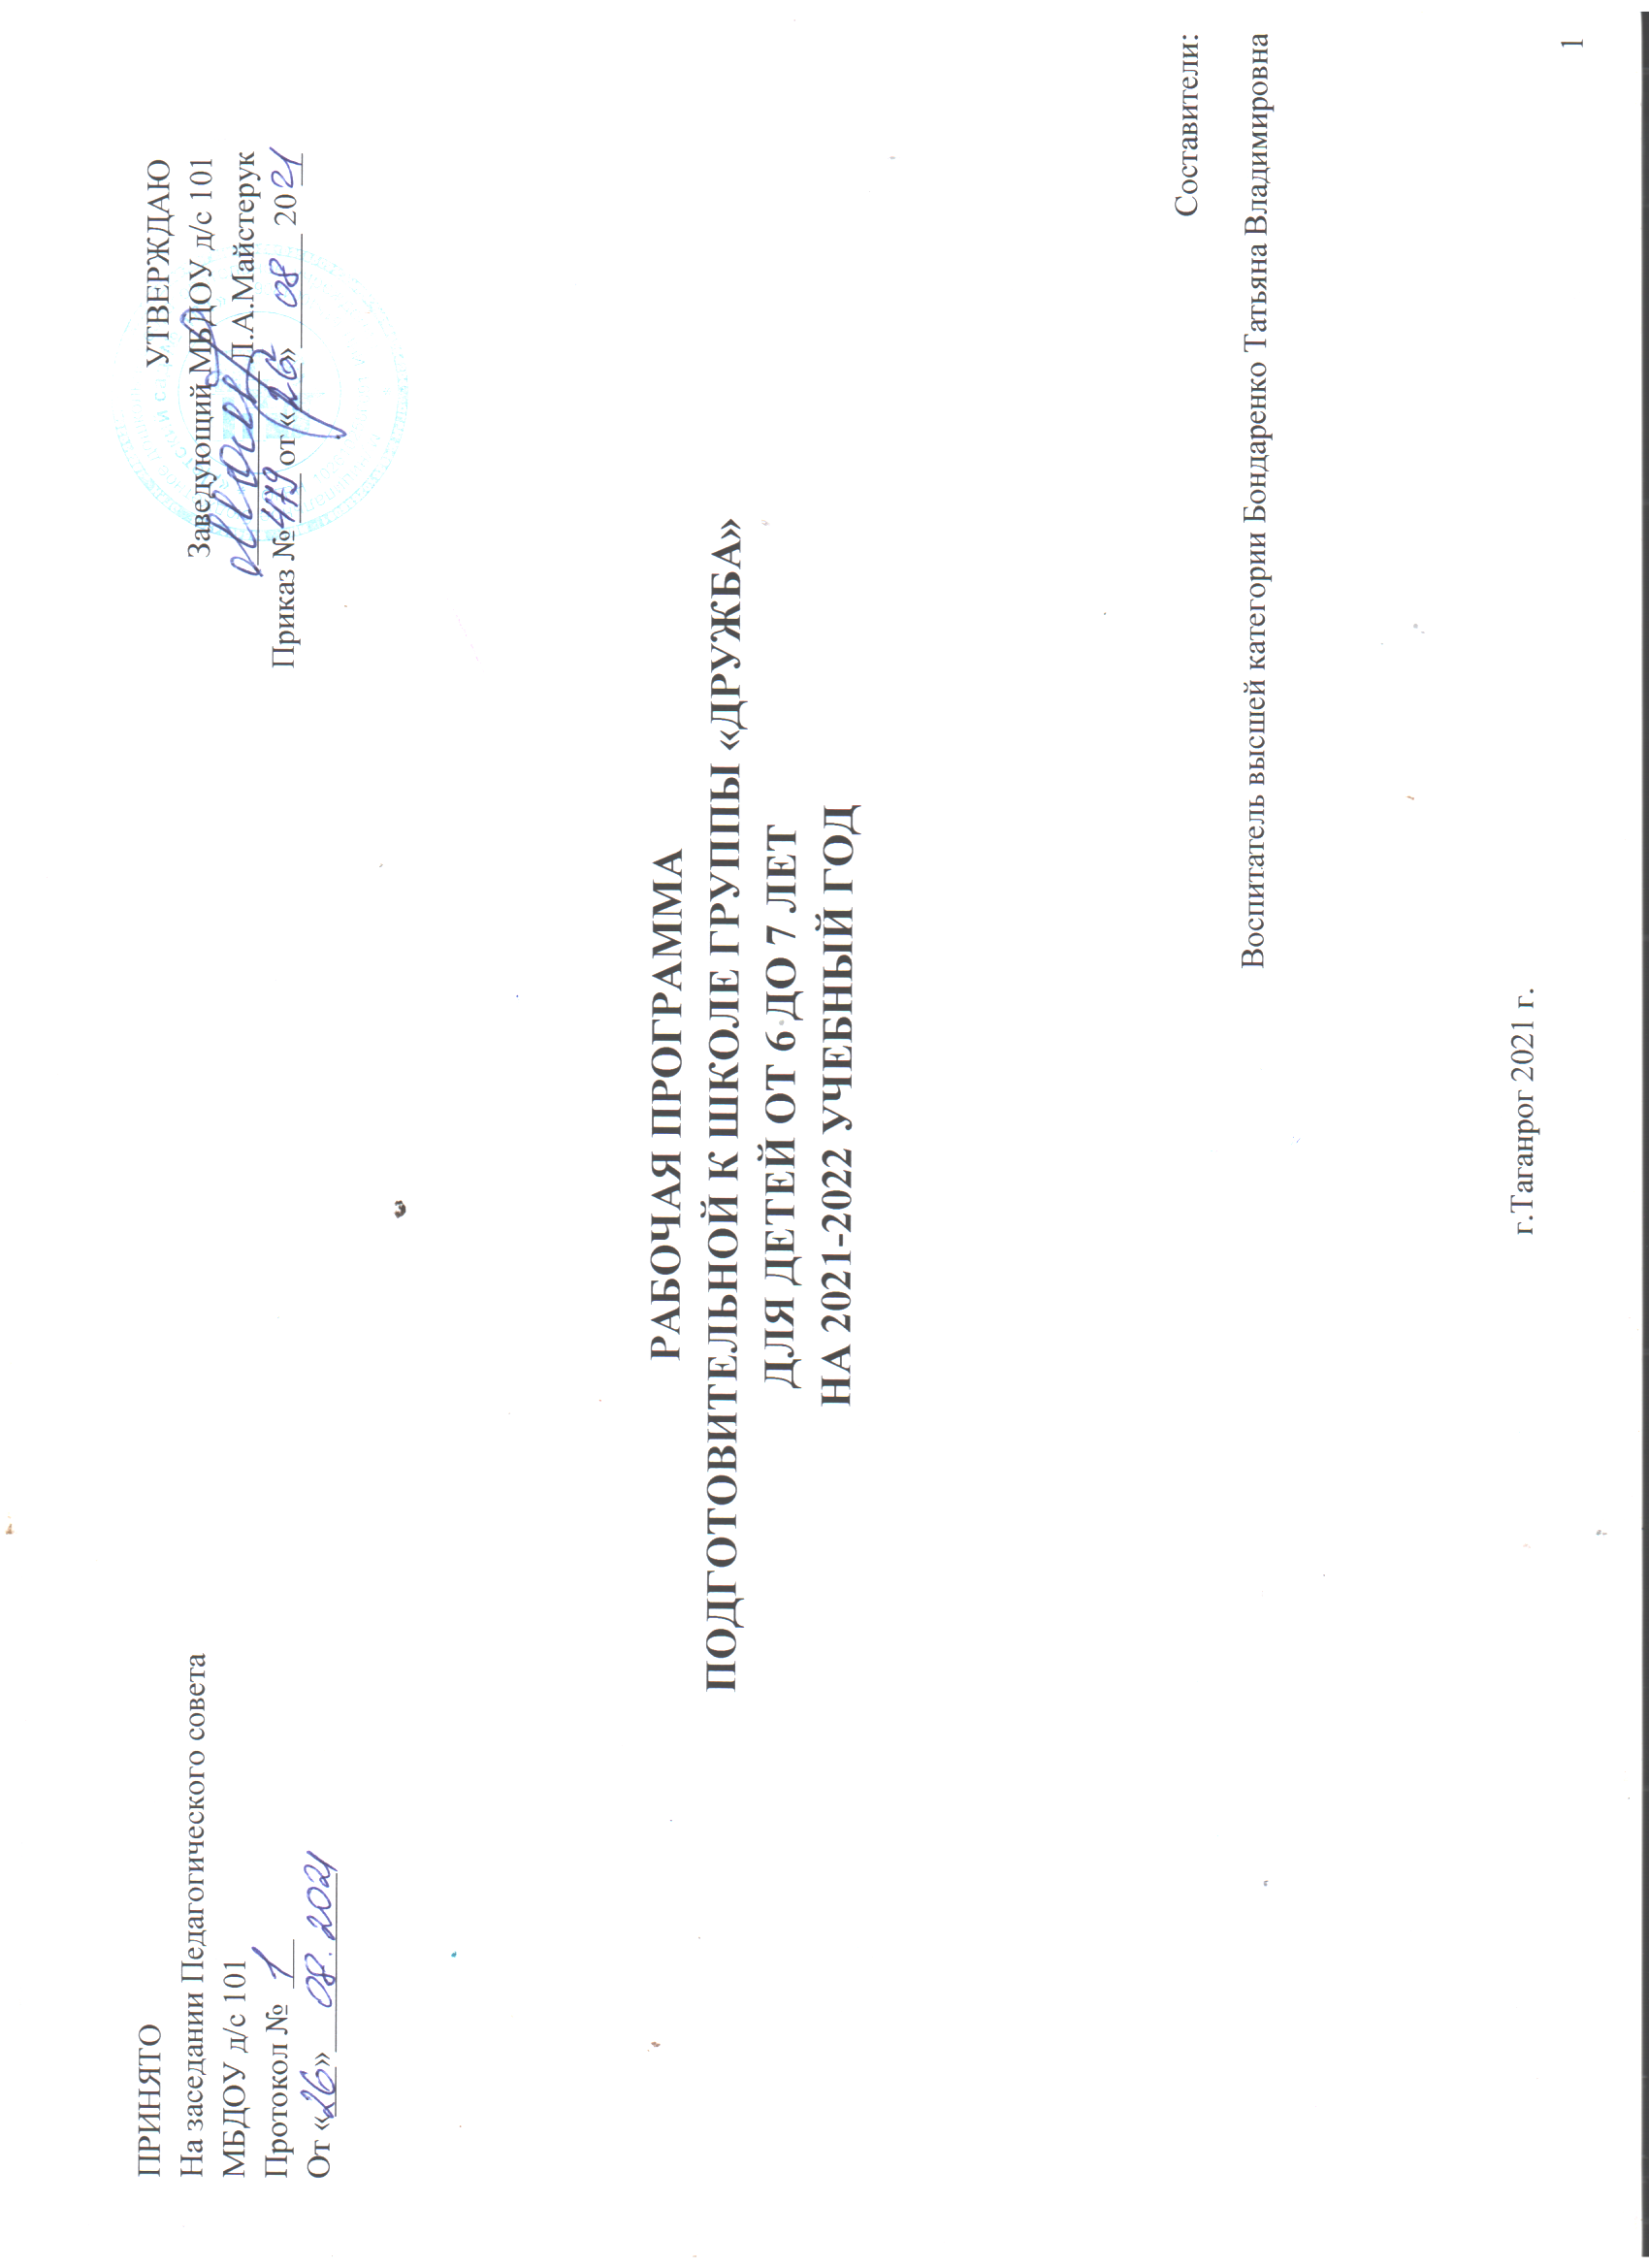 ПРИНЯТО
На заседании Педагогического совета
МБДОУ д/с 101
Протокол № 1
От «26» 08. 2021
УТВЕРЖДАЮ
Заведующий МБДОУ д/с 101
Л.А.Майстерук
Приказ № 479 от «26» 08 2021
РАБОЧАЯ ПРОГРАММА
ПОДГОТОВИТЕЛЬНОЙ К ШКОЛЕ ГРУППЫ «ДРУЖБА»
ДЛЯ ДЕТЕЙ ОТ 6 ДО 7 ЛЕТ
НА 2021-2022 УЧЕБНЫЙ ГОД
Составители:
Воспитатель высшей категории Бондаренко Татьяна Владимировна
г.Таганрог 2021 г.
1